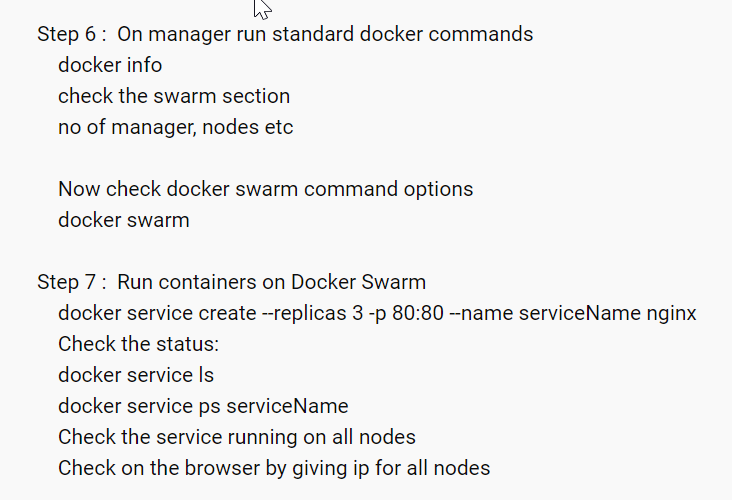 Step 6 :  On manager run standard docker commands
docker info
check the swarm section
no of manager, nodes etc
Now check docker swarm command options
docker swarm
Step 7 :  Run containers on Docker Swarm
docker service create --replicas 3 -p 80:80 --name serviceName nginx
Check the status:
docker service ls
docker service ps serviceName
Check the service running on all nodes
Check on the browser by giving ip for all nodes